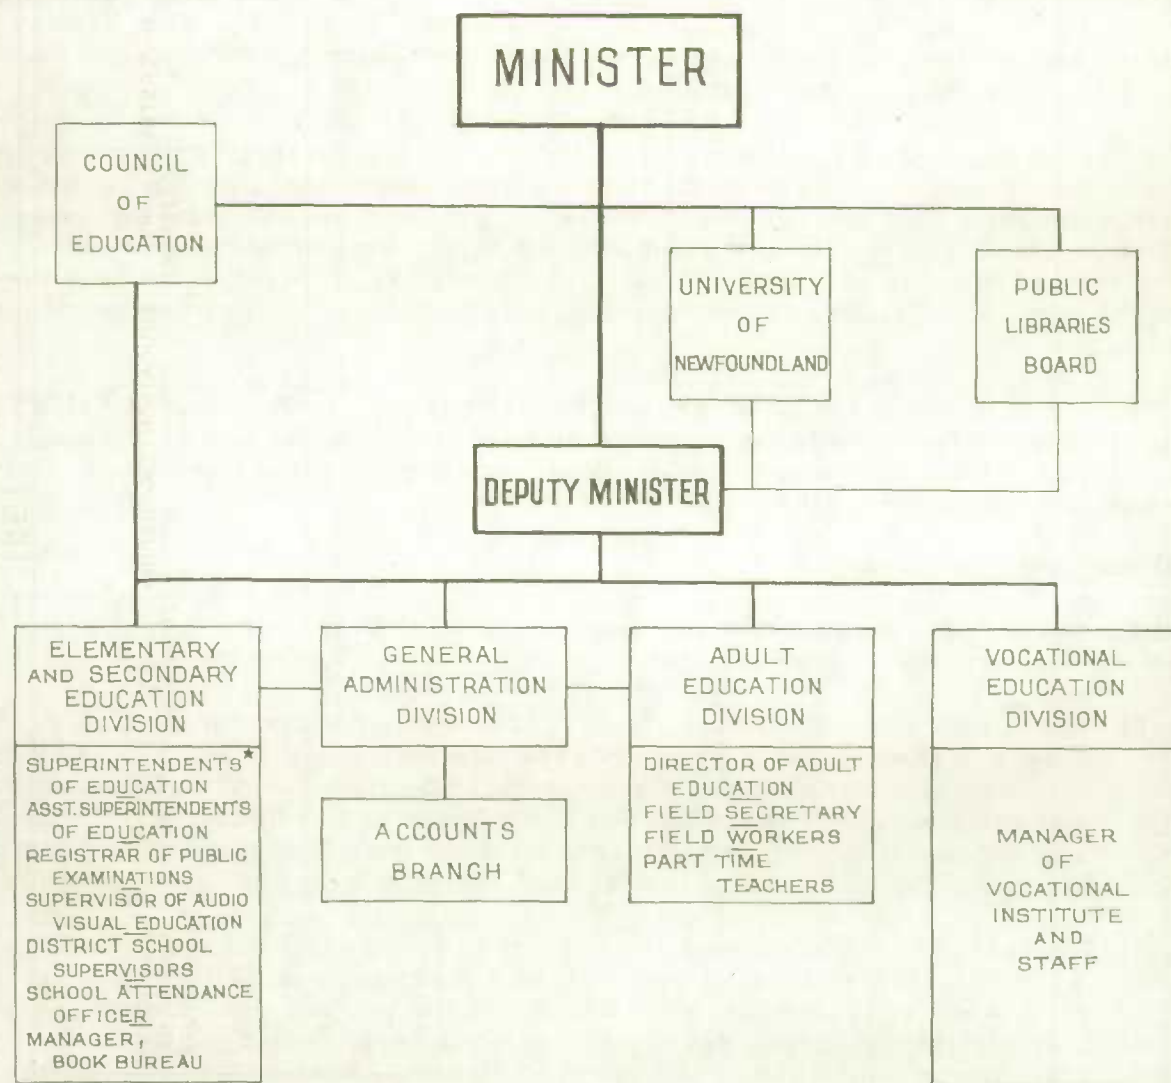 MINISTER
COUNCIL
OF
EDUCATION
UNIVERSITY
OF
NEWFOUNDLAND
PUBLIC
LIBRARIES
BOARD
DEPUTY MINISTER
ELEMENTARY
AND SECONDARY
EDUCATION
DIVISION
SUPERINTENDENTS★
OF EDUCATION
ASST. SUPERINTENDENTS
OF EDUCATION
REGISTRAR OF PUBLIC
EXAMINATIONS
SUPERVISOR OF AUDIO
VISUAL EDUCATION
DISTRICT SCHOOL
SUPERVISORS
SCHOOL ATTENDANCE
OFFICER
MANAGER,
BOOK BUREAU
GENERAL
ADMINISTRATION
DIVISION
ACCOUNTS
BRANCH
ADULT
EDUCATION
DIVISION
DIRECTOR OF ADULT
EDUCATION
FIELD SECRETARY
FIELD WORKERS
PART TIME
TEACHERS
VOCATIONAL
EDUCATION
DIVISION
MANAGER
OF
VOCATIONAL
INSTITUTE
AND
STAFF